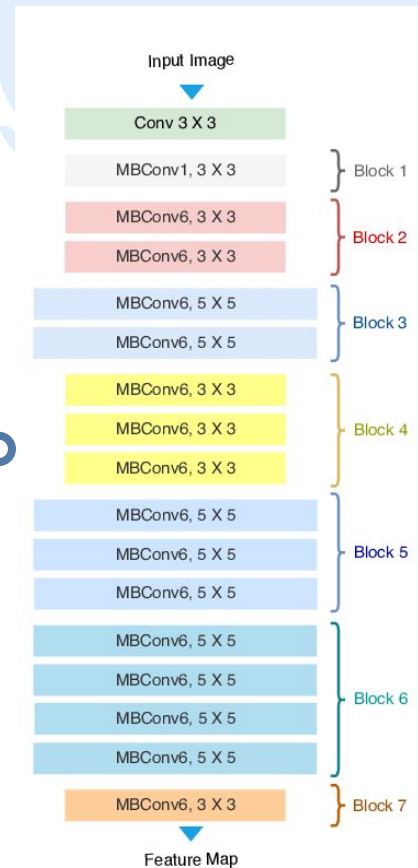 Input Image
Conv 3 X 3
MBConv1, 3 X 3
Block 1
MBConv6, 3 X 3
Block 2
MBConv6, 3 X 3
MBConv6, 5 X 5
Block 3
MBConv6, 5 X 5
MBConv6, 3 X 3
MBConv6, 3 X 3
Block 4
MBConv6, 3 X 3
MBConv6, 5 X 5
MBConv6, 5 X 5
Block 5
MBConv6, 5 X 5
MBConv6, 5 X 5
MBConv6, 5 X 5
Block 6
MBConv6, 5 X 5
MBConv6, 5 X 5
MBConv6, 3 X 3
Block 7
Feature Map